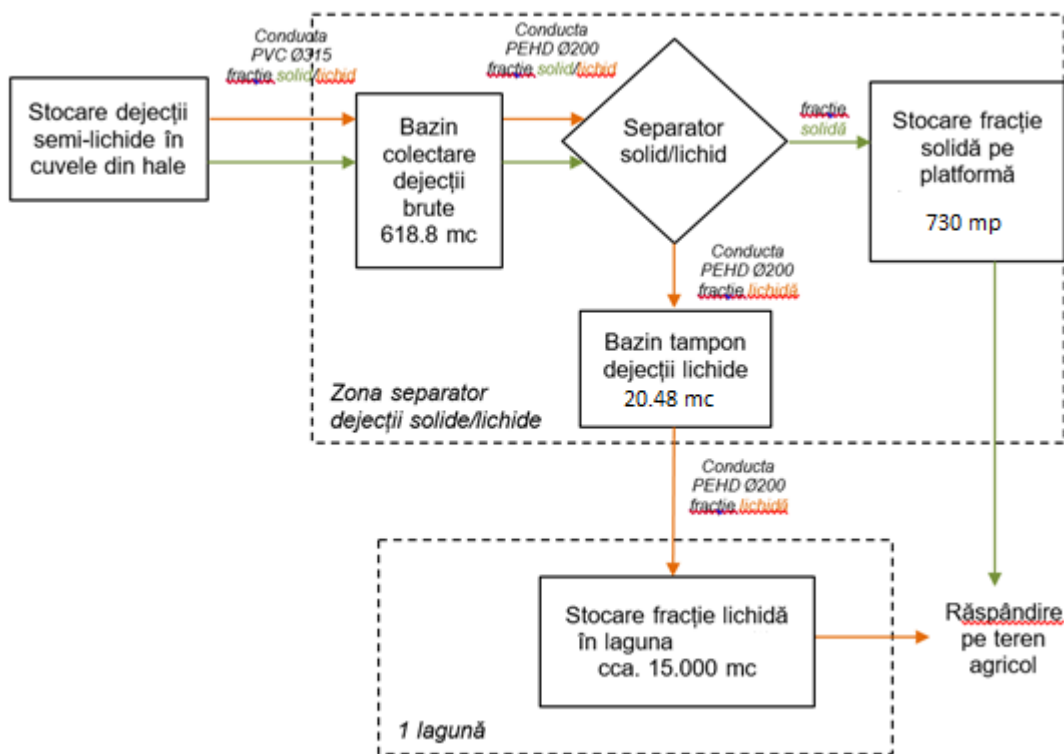 Conducta
PVC Ø315
fracție solid/lichid
Conducta
PEHD Ø200
fracție solid/lichid
Stocare dejecții
semi-lichide în
cuvele din hale
Bazin
colectare
dejecții
brute
618.8 mc
Separator
solid/lichid
fracție
solidă
Stocare fracție
solidă pe
platformă
730 mp
Conducta
PEHD Ø200
fracție lichidă
Bazin tampon
dejecții lichide
20.48 mc
Zona separator
dejecții solide/lichide
Conducta
PEHD Ø200
fracție lichidă
Stocare fracție lichidă
în laguna
cca. 15.000 mc
Răspândire
pe teren
agricol
1 lagună